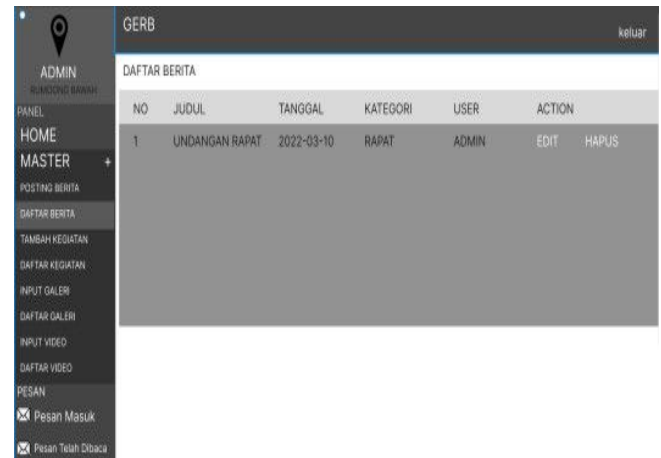 GERB
keluar
ADMIN
RUMOONG BAWAH
PANEL
HOME
MASTER +
POSTING BERITA
DAFTAR BERITA
TAMBAH KEGIATAN
DAFTAR KEGIATAN
INPUT GALERI
DAFTAR GALERI
INPUT VIDEO
DAFTAR VIDEO
PESAN
Pesan Masuk
Pesan Telah Dibaca
DAFTAR BERITA
NO JUDUL TANGGAL KATEGORI USER ACTION
1 UNDANGAN RAPAT 2022-03-10 RAPAT ADMIN EDIT HAPUS